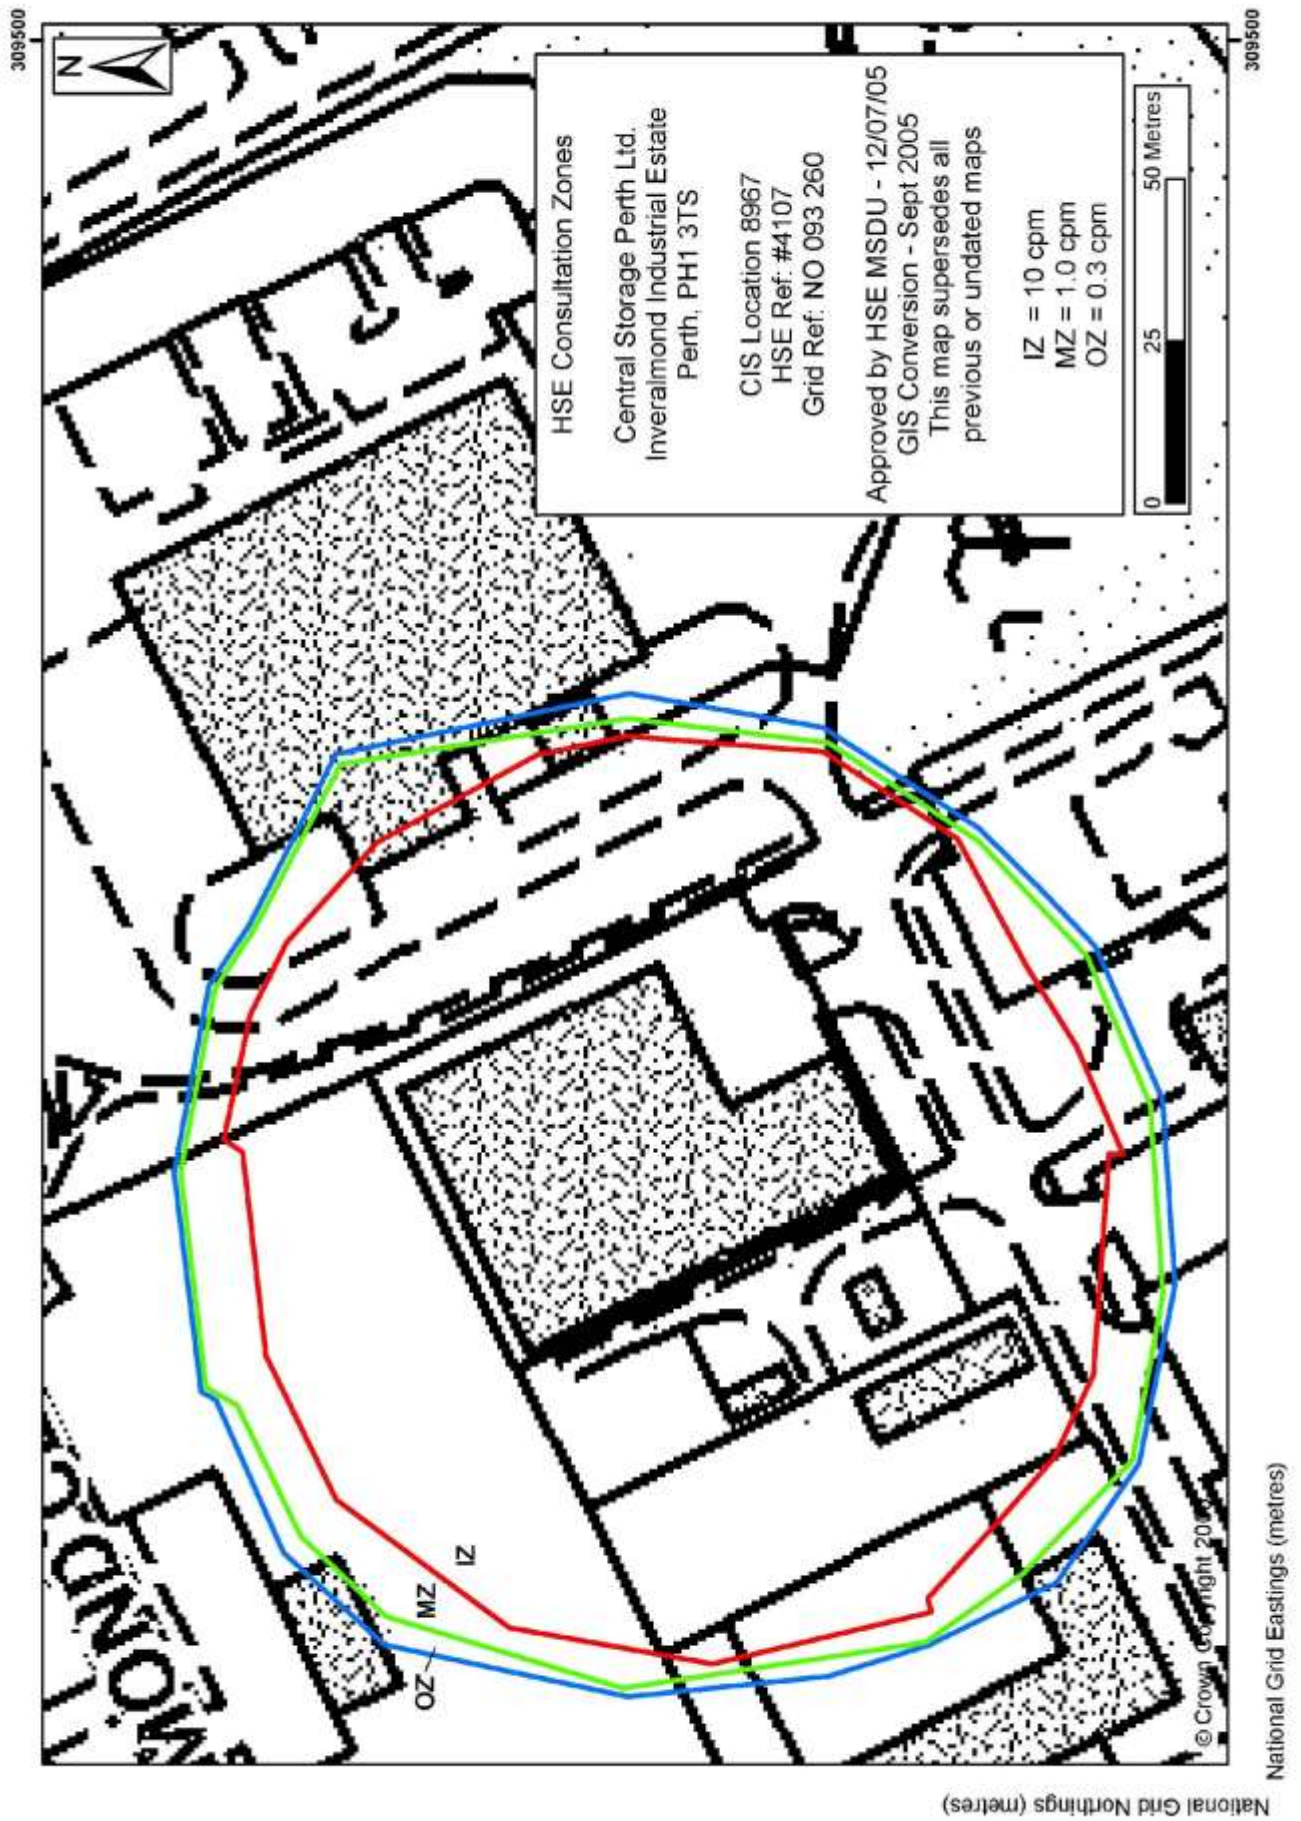 309500
309500
N
HSE Consultation Zones
Central Storage Perth Ltd.
Inveralmond Industrial Estate
Perth, PH1 3TS
CIS Location 8967
HSE Ref: #4107
Grid Ref: NO 093 260
Approved by HSE MSDU - 12/07/05
GIS Conversion - Sept 2005
This map supersedes all
previous or undated maps
IZ = 10 cpm
MZ = 1.0 cpm
OZ = 0.3 cpm
0 25 50 Metres
IZ
MZ
OZ
© Crown Copyright
National Grid Eastings (metres)
National Grid Northings (metres)